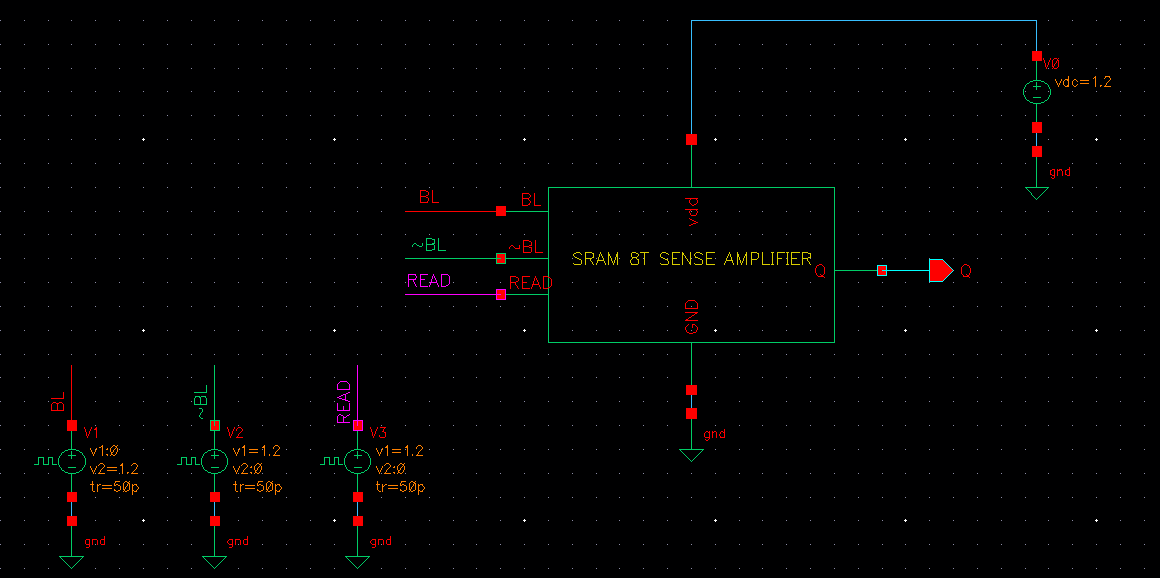 V0
vdc=1.2
gnd
BL
BL
vdd
~BL
~BL
SRAM 8T SENSE AMPLIFIER
Q
Q
READ
READ
GND
gnd
BL
V1
v1:0
v2=1.2
tr=50p
gnd
~BL
V2
v1=1.2
v2:0
tr=50p
gnd
READ
V3
v1=1.2
v2:0
tr=50p
gnd